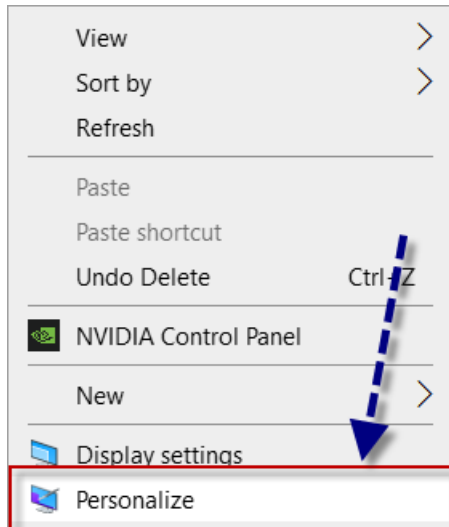 View
Sort by
Refresh
Paste
Paste shortcut
Undo Delete Ctrl+Z
NVIDIA Control Panel
New
Display settings
Personalize